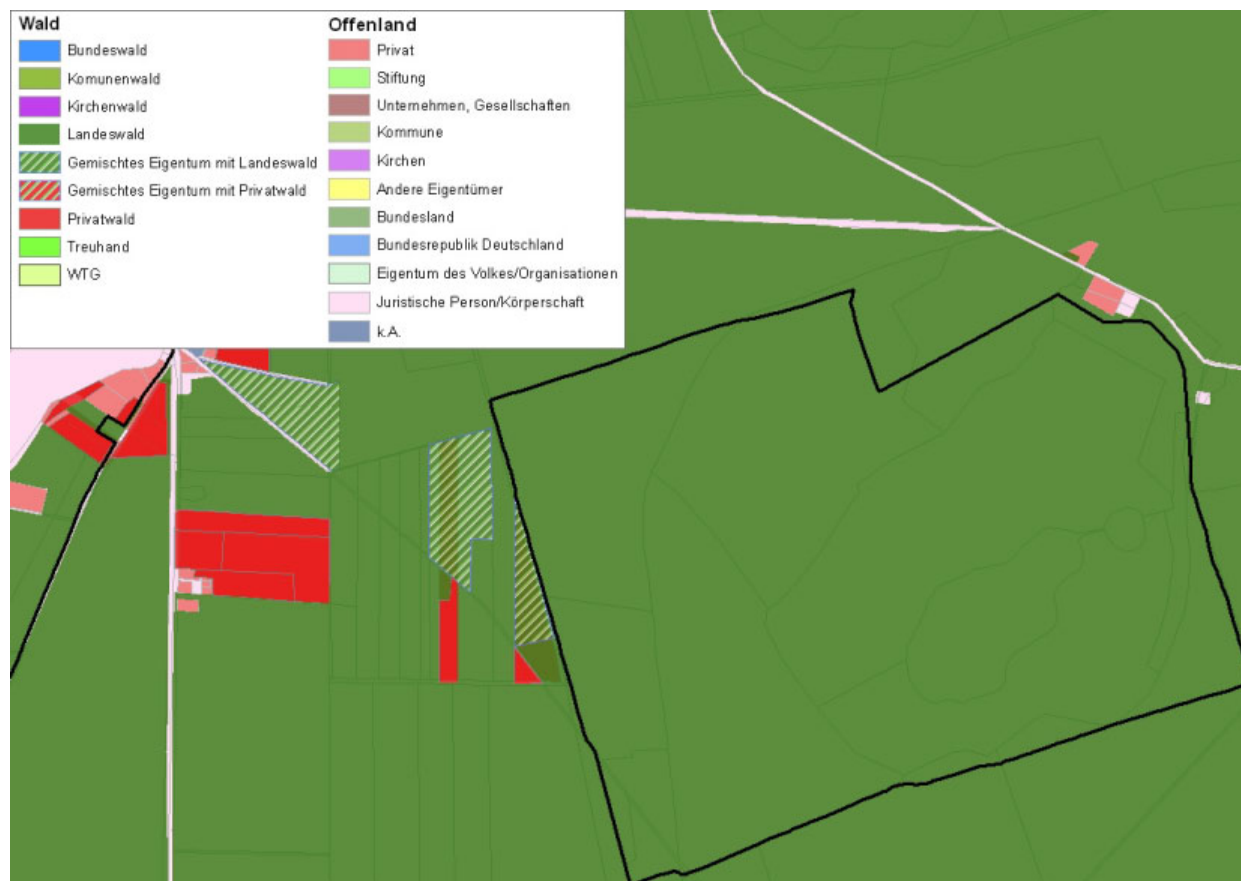 Wald
Bundeswald
Komunenwald
Kirchenwald
Landeswald
Gemischtes Eigentum mit Landeswald
Gemischtes Eigentum mit Privatwald
Privatwald
Treuhand
WTG
Offenland
Privat
Stiftung
Unternehmen, Gesellschaften
Kommune
Kirchen
Andere Eigentümer
Bundesland
Bundesrepublik Deutschland
Eigentum des Volkes/Organisationen
Juristische Person/Körperschaft
k.A.